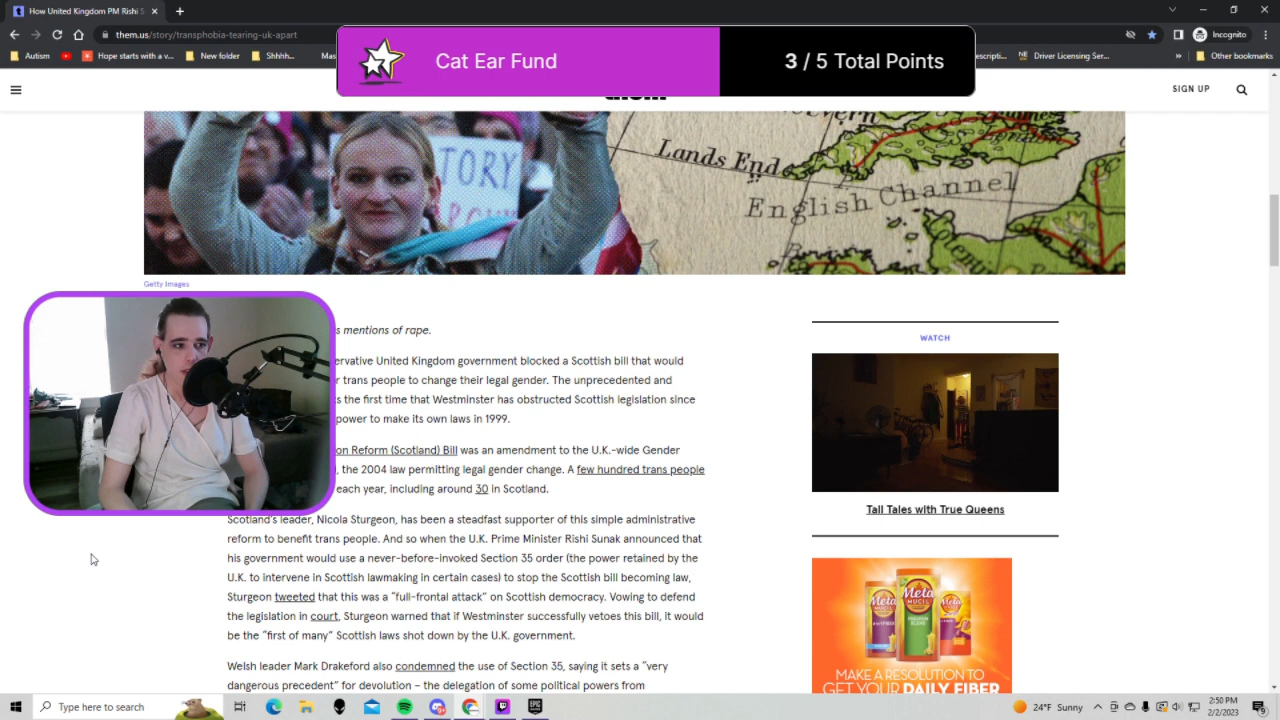 Rishi S
them.us/story/transphobia-tearing-uk-apart
Incognito
Autism
Hope starts with a v...
New folder
Shhhh...
Driver Licensing Ser...
Other bookmarks
Cat Ear Fund
3 / 5 Total Points
SIGN UP
TORY
Lands End
English Channel
Getty Images
s mentions of rape.
ervative United Kingdom government blocked a Scottish bill that would
r trans people to change their legal gender. The unprecedented and
s the first time that Westminster has obstructed Scottish legislation since
power to make its own laws in 1999.
on Reform (Scotland) Bill was an amendment to the U.K.-wide Gender
, the 2004 law permitting legal gender change. A few hundred trans people
each year, including around 30 in Scotland.
Scotland's leader, Nicola Sturgeon, has been a steadfast supporter of this simple administrative
reform to benefit trans people. And so when the U.K. Prime Minister Rishi Sunak announced that
his government would use a never-before-invoked Section 35 order (the power retained by the
U.K. to intervene in Scottish lawmaking in certain cases) to stop the Scottish bill becoming law,
Sturgeon tweeted that this was a "full-frontal attack" on Scottish democracy. Vowing to defend
the legislation in court, Sturgeon warned that if Westminster successfully vetoes this bill, it would
be the "first of many" Scottish laws shot down by the U.K. government.
Welsh leader Mark Drakeford also condemned the use of Section 35, saying it sets a "very
dangerous precedent" for devolution – the delegation of some political powers from
WATCH
Tall Tales with True Queens
Meta
MUCIL
Meta
MUCIL
Meta
MUCIL
MAKE A RESOLUTION TO
GET YOUR DAILY FIBER
Type here to search
24°F Sunny
2:50 PM
2/2/2023